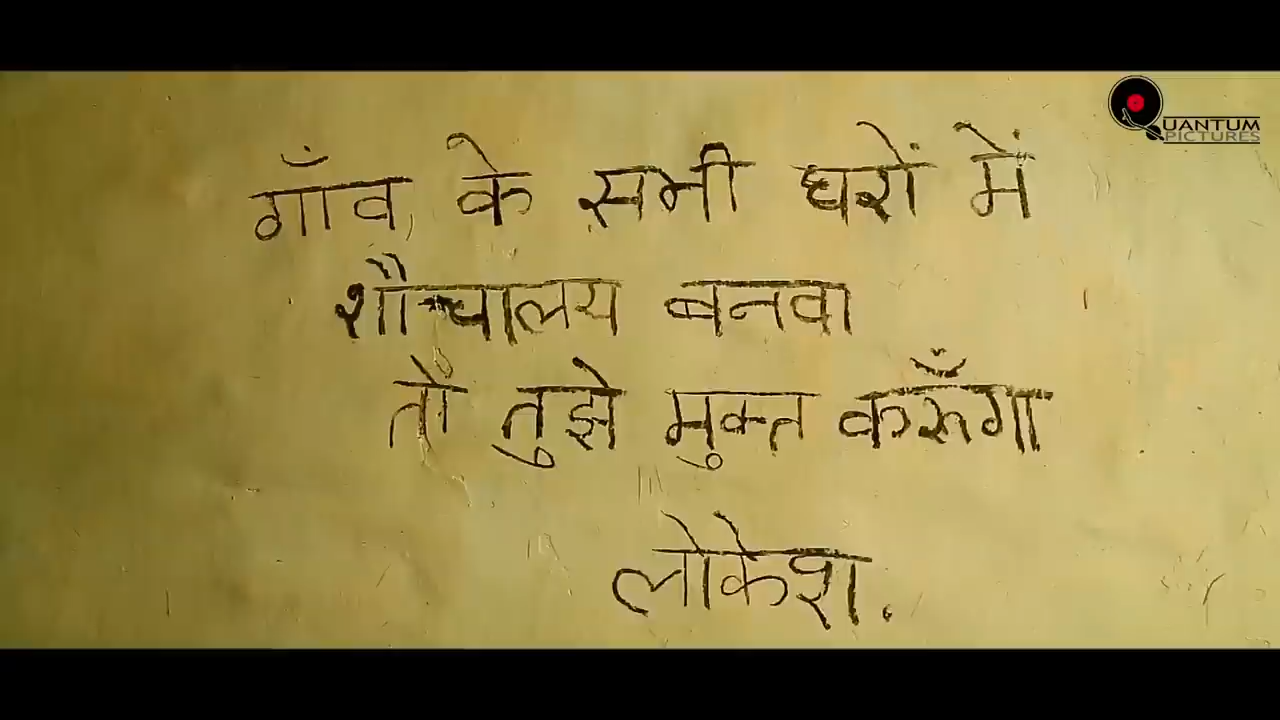 गाँव के सभी घरों में
शौचालय बनवा
तो तुझे मुक्त करूँगा
लोकेश.
QUANTUM
PICTURES